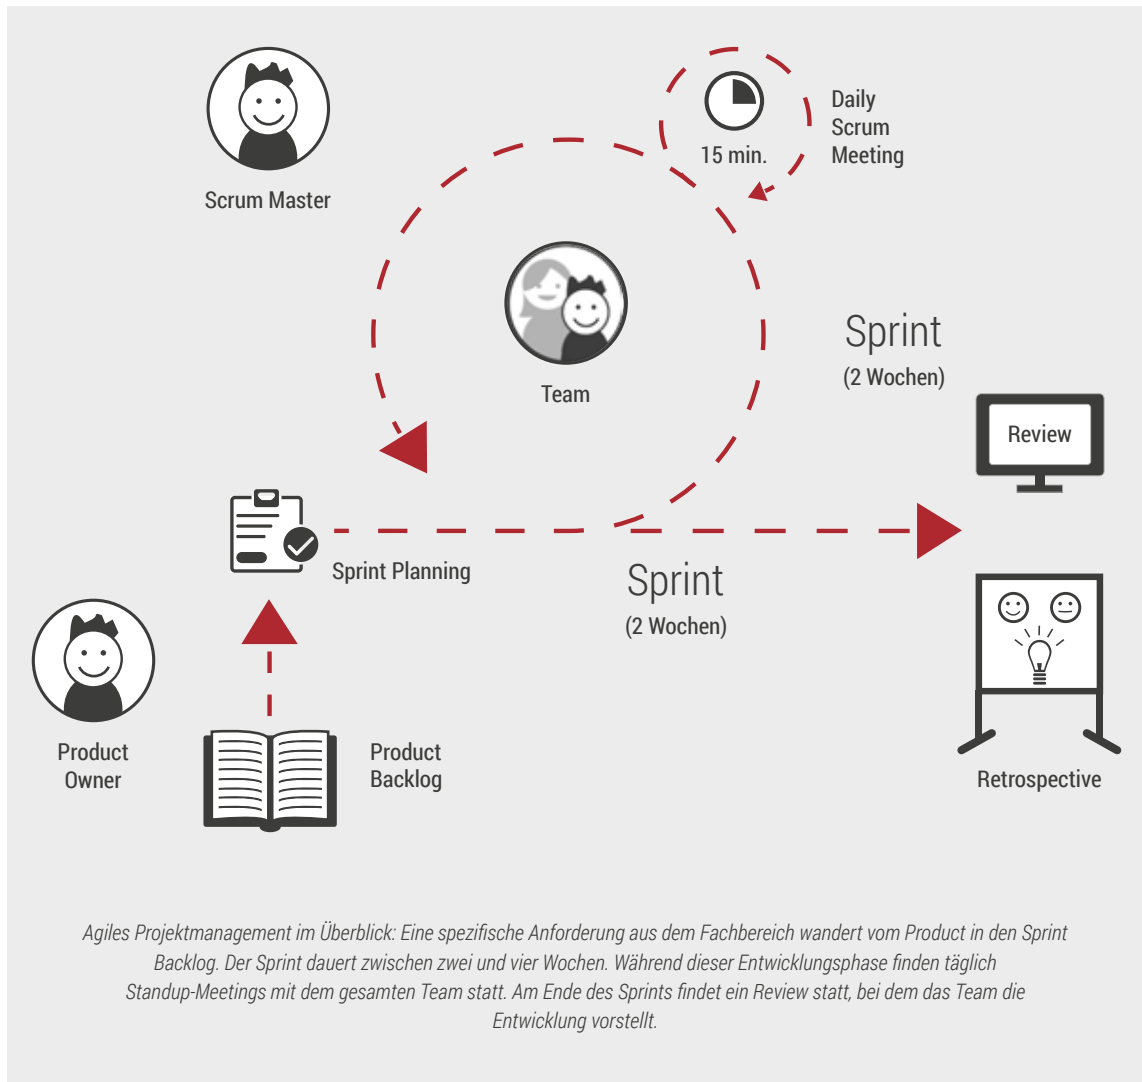 Scrum Master
15 min.
Daily
Scrum
Meeting
Team
Sprint
(2 Wochen)
Review
Sprint Planning
Sprint
(2 Wochen)
Product
Owner
Product
Backlog
Retrospective
Agiles Projektmanagement im Überblick: Eine spezifische Anforderung aus dem Fachbereich wandert vom Product in den Sprint
Backlog. Der Sprint dauert zwischen zwei und vier Wochen. Während dieser Entwicklungsphase finden täglich
Standup-Meetings mit dem gesamten Team statt. Am Ende des Sprints findet ein Review statt, bei dem das Team die
Entwicklung vorstellt.